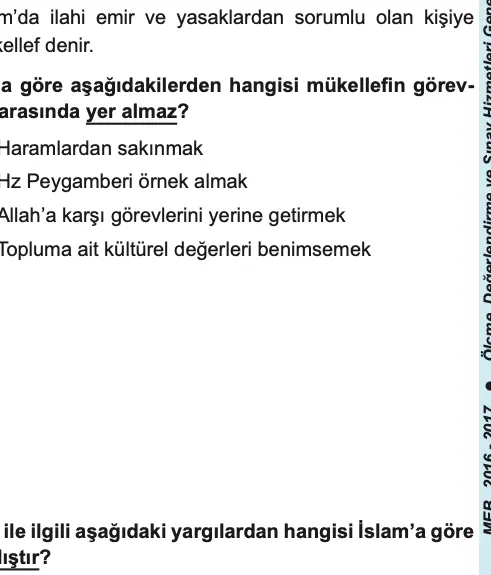 m’da ilahi emir ve yasaklardan sorumlu olan kişiye
kellef denir.
a göre aşağıdakilerden hangisi mükellefin görev-
arasında yer almaz?
Haramlardan sakınmak
Hz Peygamberi örnek almak
Allah’a karşı görevlerini yerine getirmek
Topluma ait kültürel değerleri benimsemek
ile ilgili aşağıdaki yargılardan hangisi İslam’a göre
lıştır?
MEB 2016 - 2017 ● Ölçme, Değerlendirme ve Sınav Hizmetleri Gene